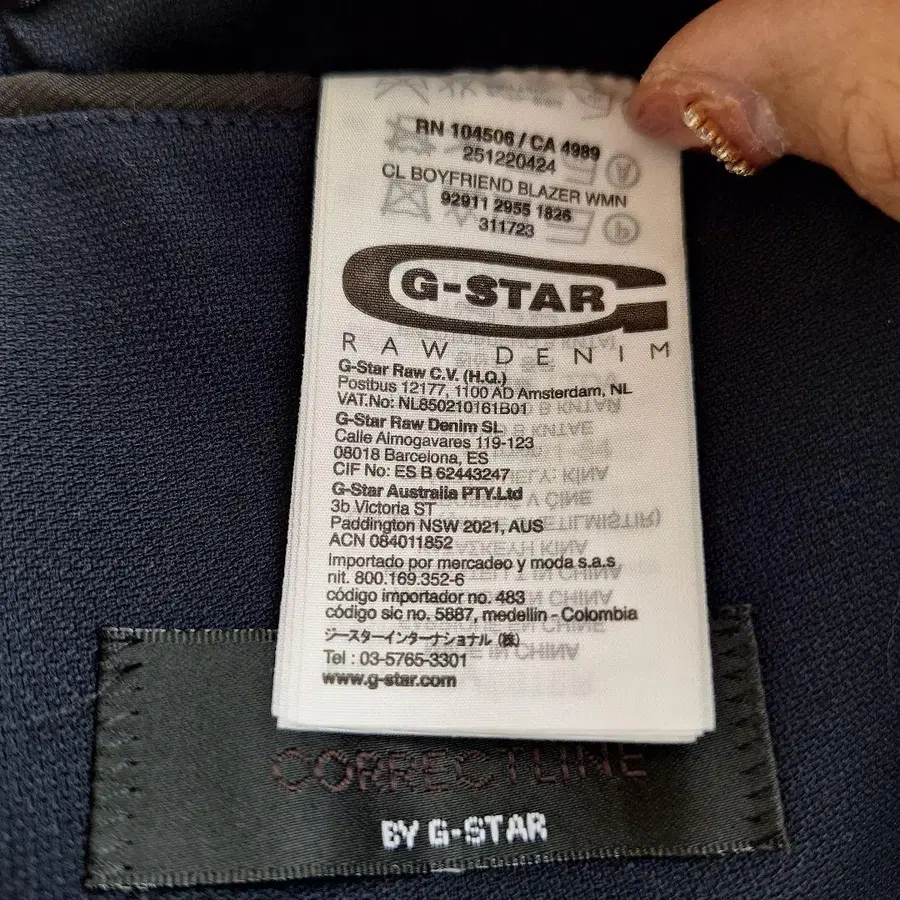 RN 104506 / CA 4989
251220424
CL BOYFRIEND BLAZER WMN
92911 2955 1826
311723
G-STAR
RAW DENIM
G-Star Raw C.V. (H.Q.)
Postbus 12177, 1100 AD Amsterdam, NL
VAT.No: NL850210161B01
G-Star Raw Denim SL
Calle Almogavares 119-123
08018 Barcelona, ES
CIF No: ES B 62443247
G-Star Australia PTY.Ltd
3b Victoria ST
Paddington NSW 2021, AUS
ACN 084011852
Importado por mercadeo y moda s.a.s
nit. 800.169.352-6
código importador no. 483
código sic no. 5887, medellin - Colombia
ジースターインターナショナル (株)
Tel : 03-5765-3301
www.g-star.com
CORRECT LINE
BY G-STAR